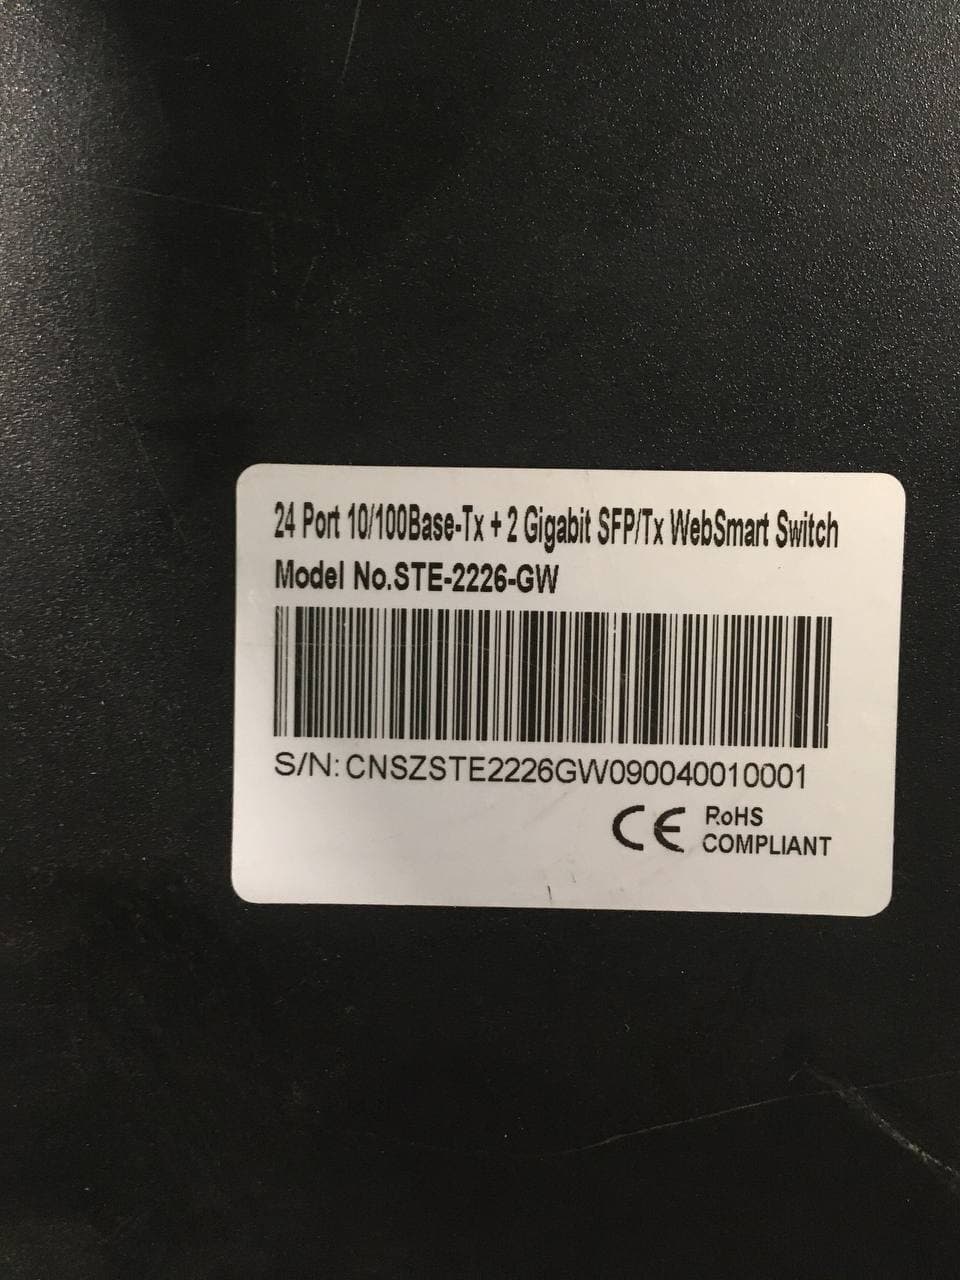 24 Port 10/100Base-Tx + 2 Gigabit SFP/Tx WebSmart Switch
Model No.STE-2226-GW
S/N: CNSZSTE2226GW090040010001
CE RoHS
COMPLIANT